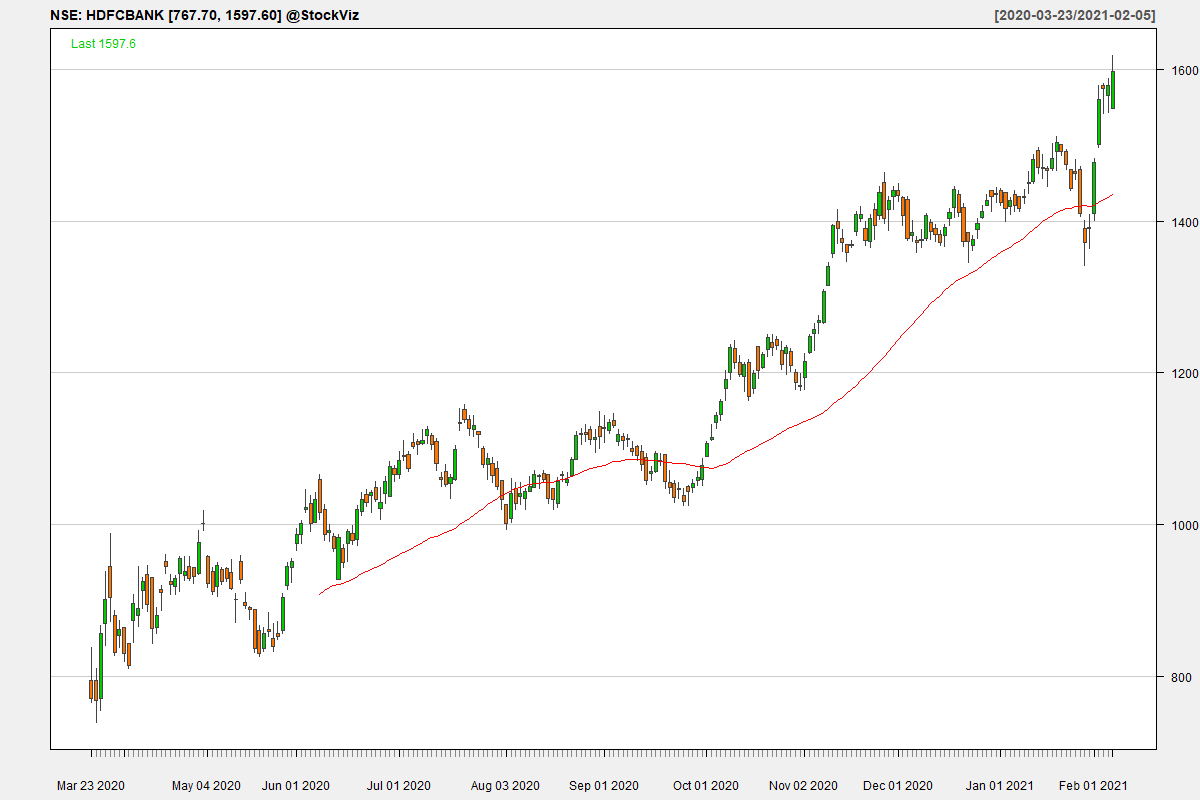 NSE: HDFCBANK [767.70, 1597.60] @StockViz
[2020-03-23/2021-02-05]
Last 1597.6
1600
1400
1200
1000
800
Mar 23 2020
May 04 2020
Jun 01 2020
Jul 01 2020
Aug 03 2020
Sep 01 2020
Oct 01 2020
Nov 02 2020
Dec 01 2020
Jan 01 2021
Feb 01 2021